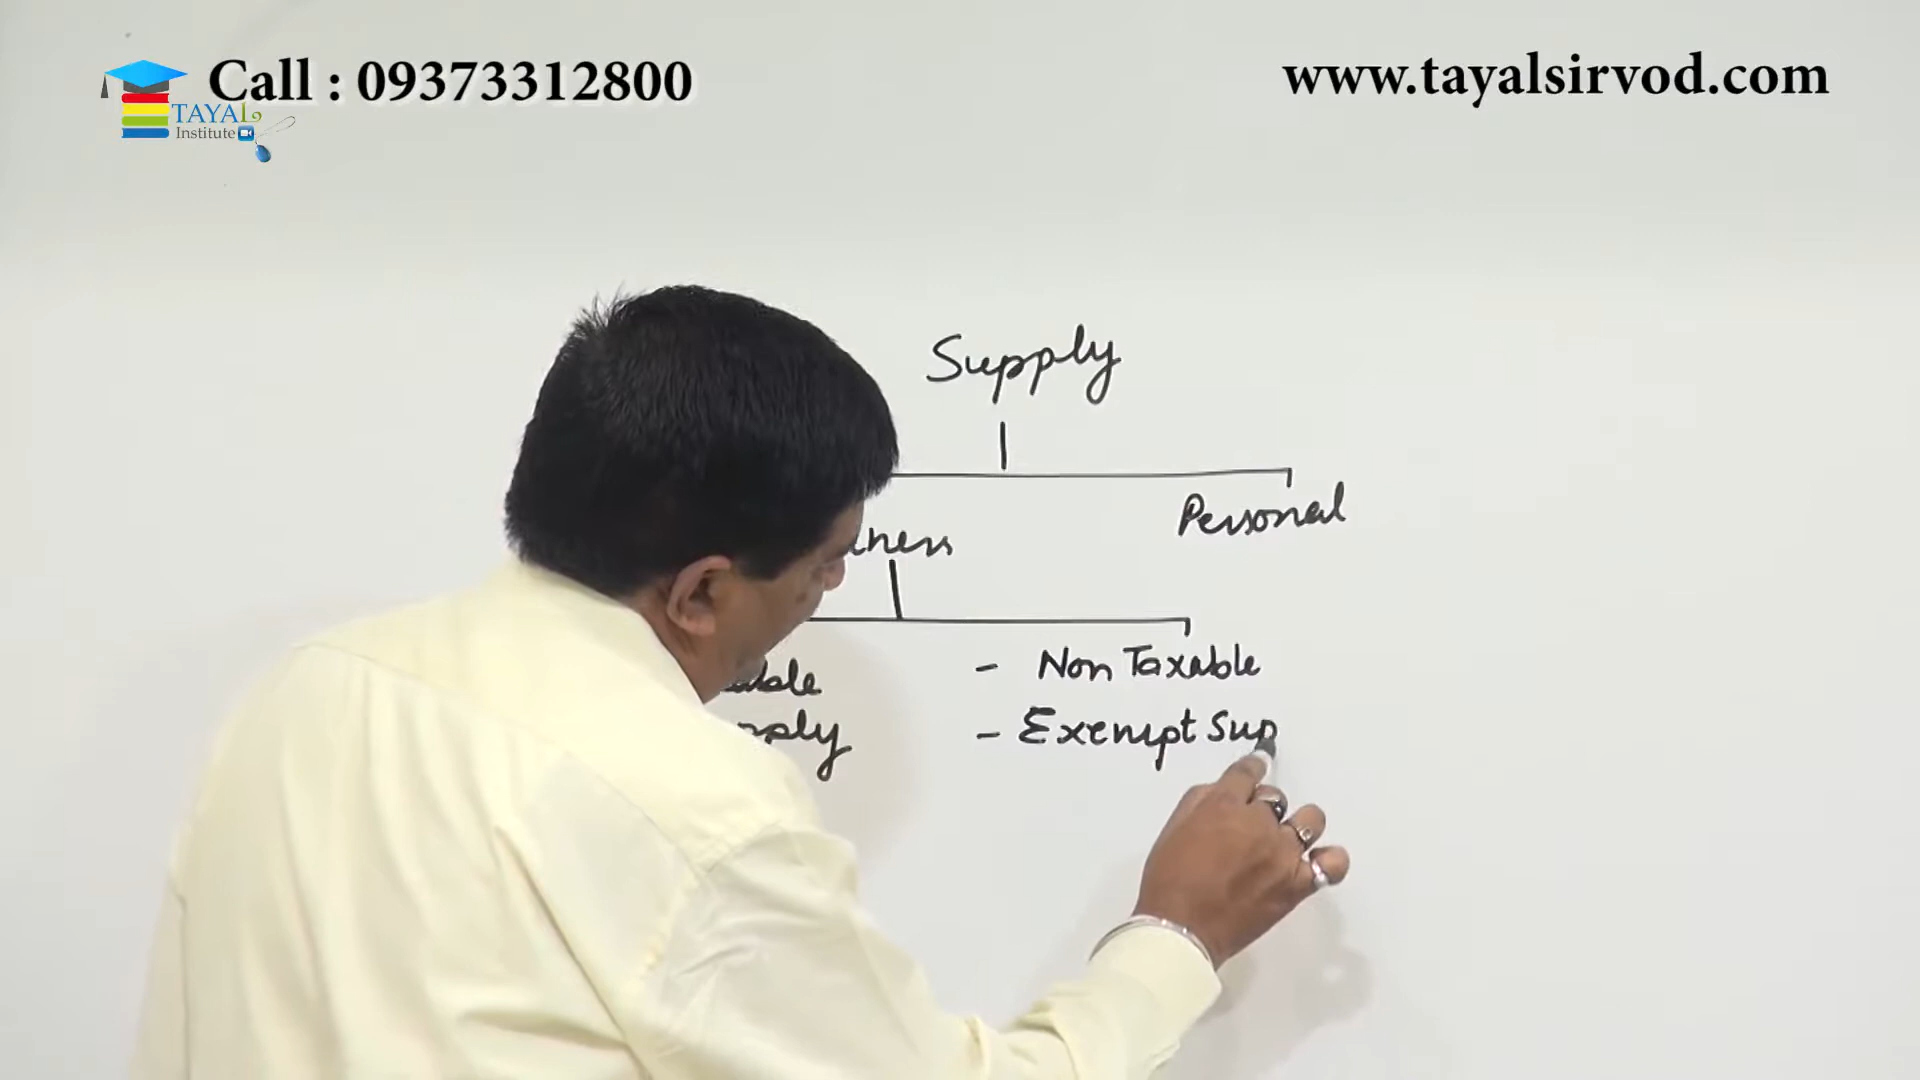 Call : 09373312800
www.tayalsirvod.com
TAYAL
Institute
Supply
Personal
Non Taxable
- Exempt Sup